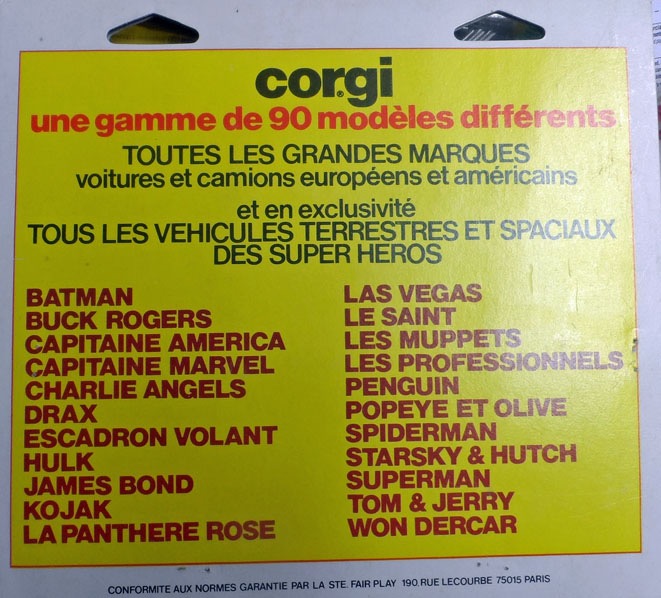 corgi®
une gamme de 90 modèles différents
TOUTES LES GRANDES MARQUES
voitures et camions européens et américains
et en exclusivité
TOUS LES VEHICULES TERRESTRES ET SPACIAUX
DES SUPER HEROS
BATMAN
BUCK ROGERS
CAPITAINE AMERICA
CAPITAINE MARVEL
CHARLIE ANGELS
DRAX
ESCADRON VOLANT
HULK
JAMES BOND
KOJAK
LA PANTHERE ROSE
LAS VEGAS
LE SAINT
LES MUPPETS
LES PROFESSIONNELS
PENGUIN
POPEYE ET OLIVE
SPIDERMAN
STARSKY & HUTCH
SUPERMAN
TOM & JERRY
WON DERCAR
CONFORMITE AUX NORMES GARANTIE PAR LA STE. FAIR PLAY 190.RUE LECOURBE 75015 PARIS